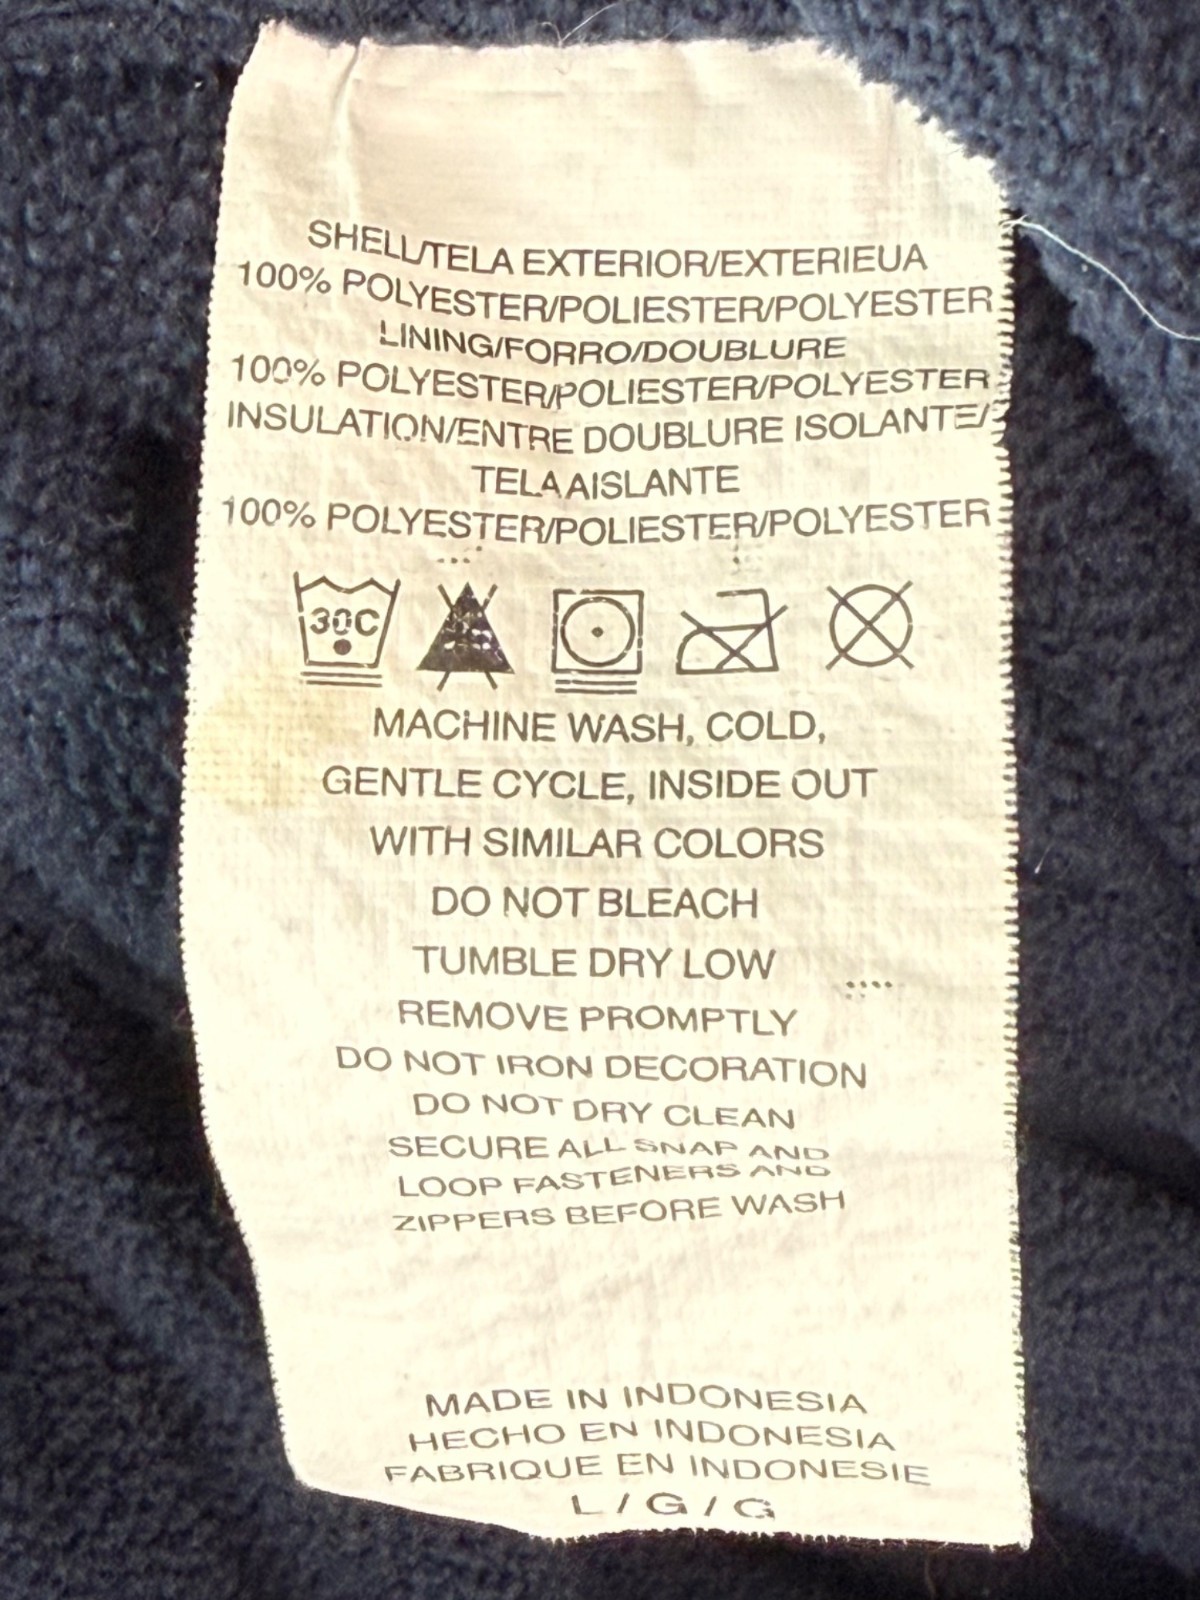 SHELL/TELA EXTERIOR/EXTERIEUA
100% POLYESTER/POLIESTER/POLYESTER
LINING/FORRO/DOUBLURE
100% POLYESTER/POLIESTER/POLYESTER
INSULATION/ENTRE DOUBLURE ISOLANTE/
TELA AISLANTE
100% POLYESTER/POLIESTER/POLYESTER
30C
MACHINE WASH, COLD,
GENTLE CYCLE, INSIDE OUT
WITH SIMILAR COLORS
DO NOT BLEACH
TUMBLE DRY LOW
REMOVE PROMPTLY
DO NOT IRON DECORATION
DO NOT DRY CLEAN
SECURE ALL SNAP AND
LOOP FASTENERS AND
ZIPPERS BEFORE WASH
MADE IN INDONESIA
HECHO EN INDONESIA
FABRIQUE EN INDONESIE
L / G / G